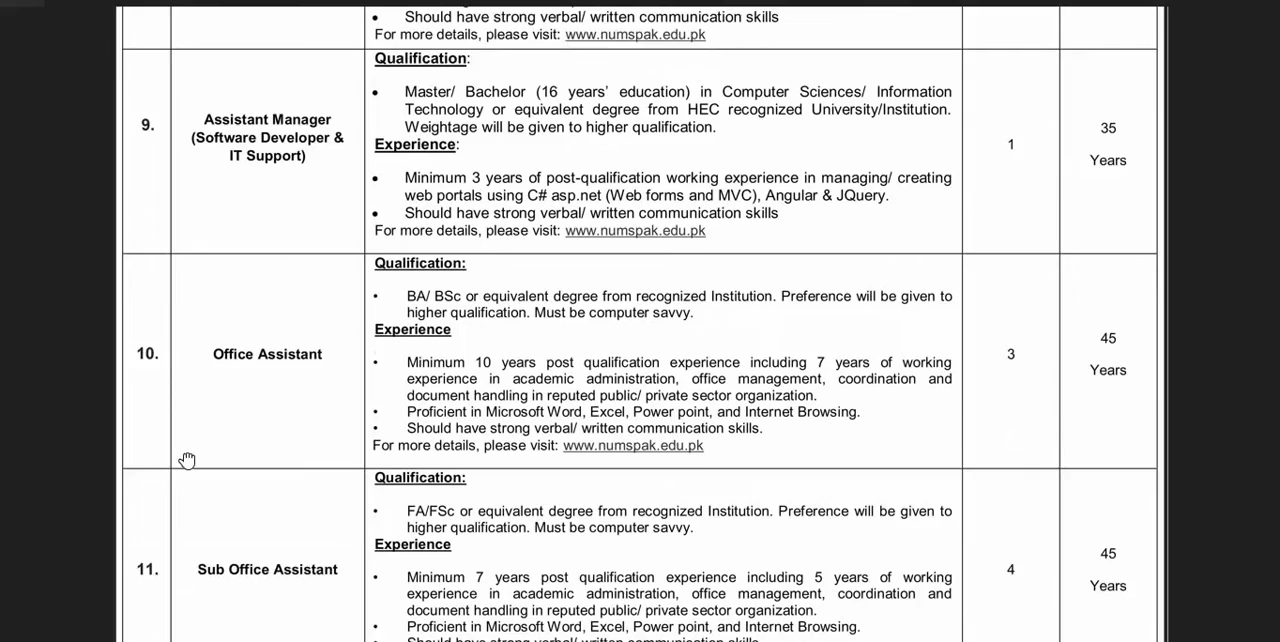 Should have strong verbal/ written communication skills
For more details, please visit: www.numspak.edu.pk
9.
Assistant Manager
(Software Developer &
IT Support)
Qualification:
• Master/ Bachelor (16 years’ education) in Computer Sciences/ Information
Technology or equivalent degree from HEC recognized University/Institution.
Weightage will be given to higher qualification.
Experience:
• Minimum 3 years of post-qualification working experience in managing/ creating
web portals using C# asp.net (Web forms and MVC), Angular & JQuery.
• Should have strong verbal/ written communication skills
For more details, please visit: www.numspak.edu.pk
1
35
Years
10.
Office Assistant
Qualification:
• BA/ BSc or equivalent degree from recognized Institution. Preference will be given to
higher qualification. Must be computer savvy.
Experience
• Minimum 10 years post qualification experience including 7 years of working
experience in academic administration, office management, coordination and
document handling in reputed public/ private sector organization.
• Proficient in Microsoft Word, Excel, Power point, and Internet Browsing.
• Should have strong verbal/ written communication skills.
For more details, please visit: www.numspak.edu.pk
3
45
Years
11.
Sub Office Assistant
Qualification:
• FA/FSc or equivalent degree from recognized Institution. Preference will be given to
higher qualification. Must be computer savvy.
Experience
• Minimum 7 years post qualification experience including 5 years of working
experience in academic administration, office management, coordination and
document handling in reputed public/ private sector organization.
• Proficient in Microsoft Word, Excel, Power point, and Internet Browsing.
4
45
Years